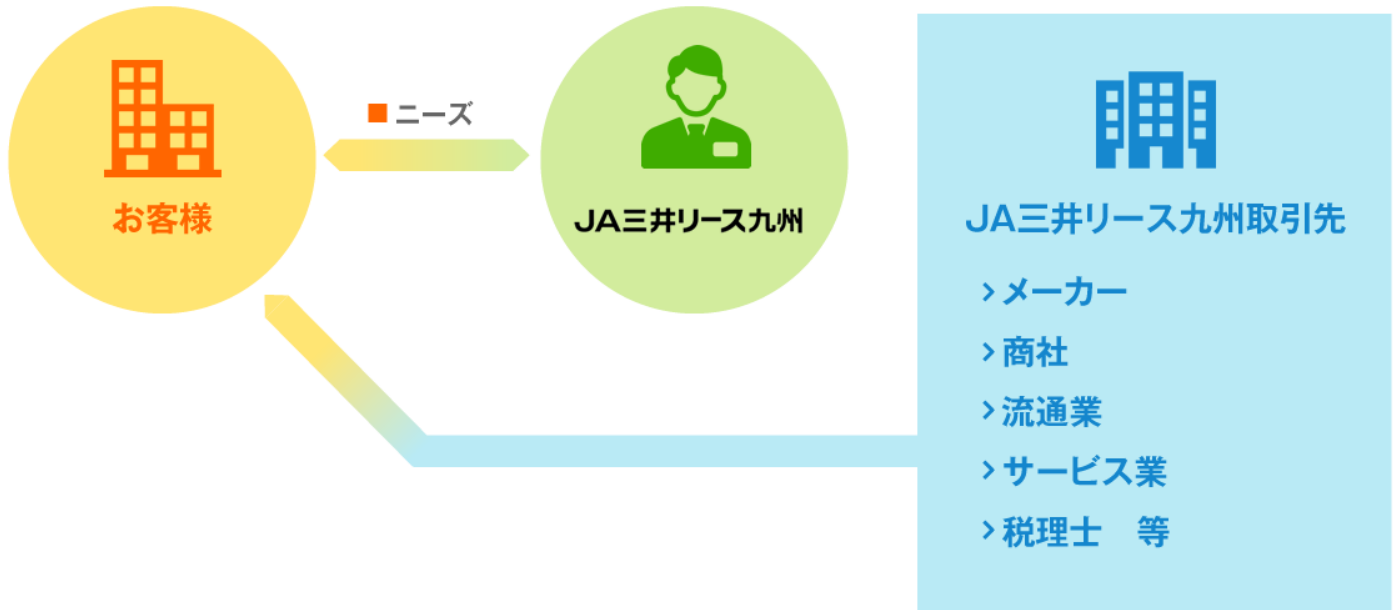 お客様
■ ニーズ
JA三井リース九州
JA三井リース九州取引先
メーカー
商社
流通業
サービス業
税理士　等